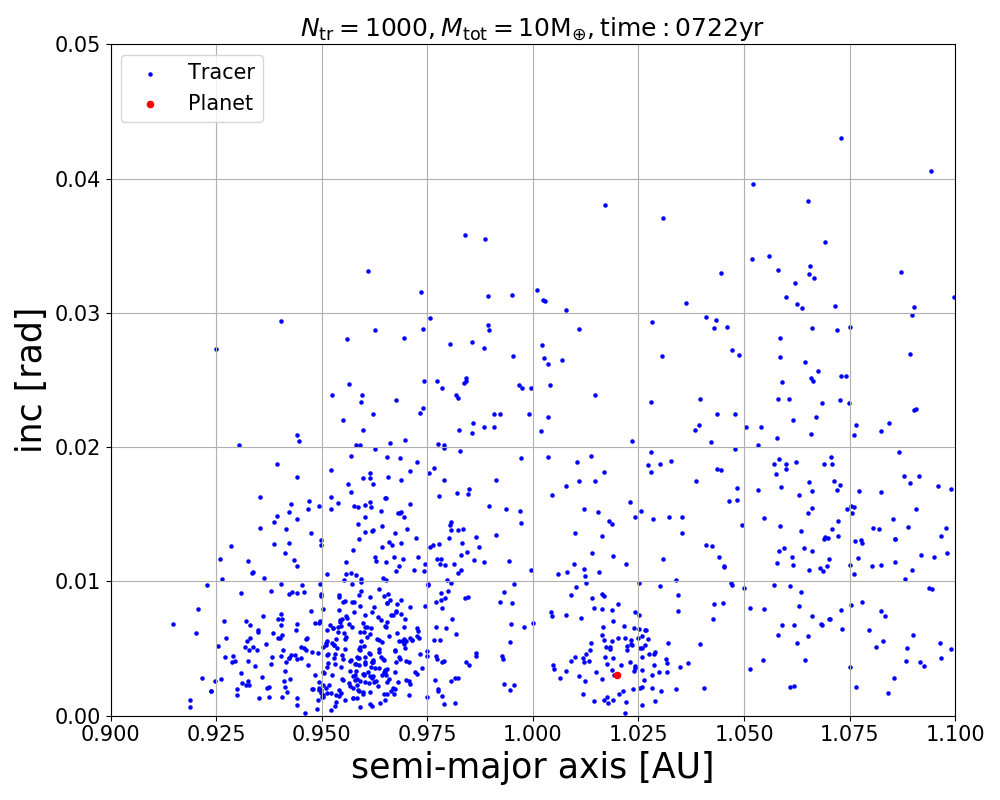 N_tr = 1000, M_tot = 10M_⊕, time : 0722yr
Tracer
Planet
inc [rad]
0.05
0.04
0.03
0.02
0.01
0.00
0.900 0.925 0.950 0.975 1.000 1.025 1.050 1.075 1.100
semi-major axis [AU]